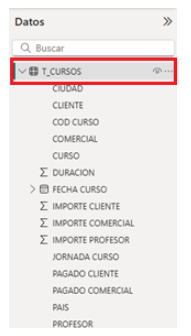 Datos
Buscar
T_CURSOS
CIUDAD
CLIENTE
COD CURSO
COMERCIAL
CURSO
DURACION
FECHA CURSO
IMPORTE CLIENTE
IMPORTE COMERCIAL
IMPORTE PROFESOR
JORNADA CURSO
PAGADO CLIENTE
PAGADO COMERCIAL
PAIS
PROFESOR